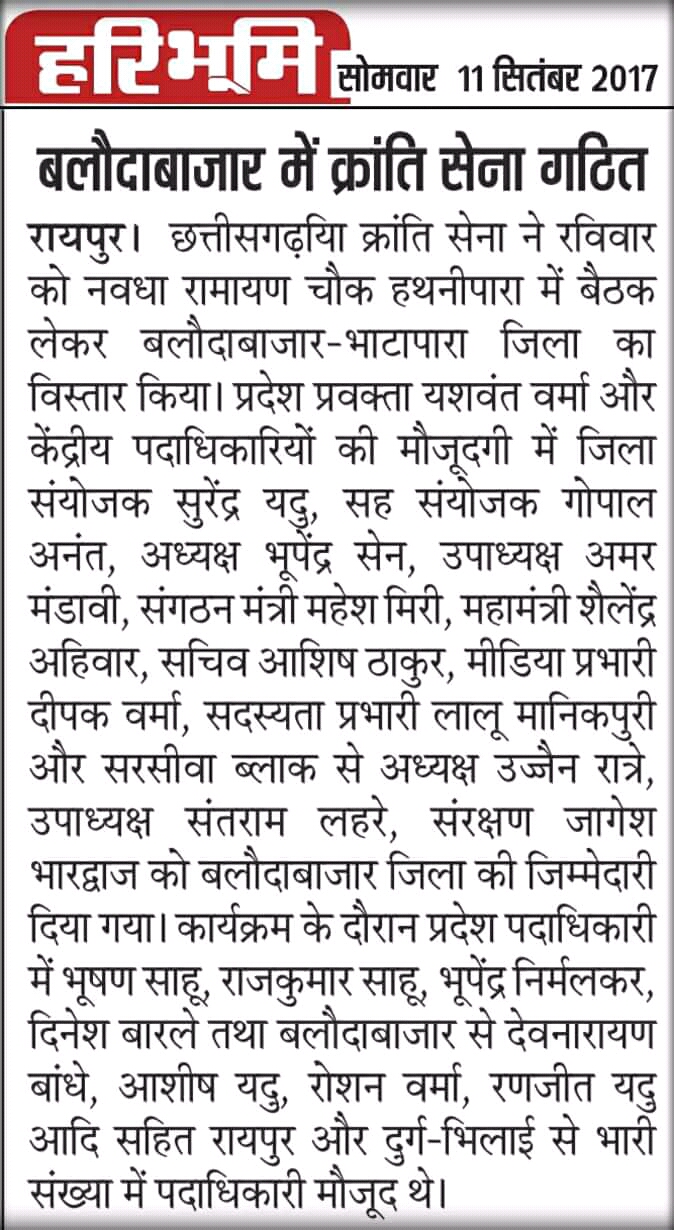 हरिभूमि
सोमवार 11 सितंबर 2017
बलौदाबाजार में क्रांति सेना गठित
रायपुर। छत्तीसगढ़यिा क्रांति सेना ने रविवार
को नवधा रामायण चौक हथनीपारा में बैठक
लेकर बलौदाबाजार-भाटापारा जिला का
विस्तार किया। प्रदेश प्रवक्ता यशवंत वर्मा और
केंद्रीय पदाधिकारियों की मौजूदगी में जिला
संयोजक सुरेंद्र यदु, सह संयोजक गोपाल
अनंत, अध्यक्ष भूपेंद्र सेन, उपाध्यक्ष अमर
मंडावी, संगठन मंत्री महेश मिरी, महामंत्री शैलेंद्र
अहिवार, सचिव आशिष ठाकुर, मीडिया प्रभारी
दीपक वर्मा, सदस्यता प्रभारी लालू मानिकपुरी
और सरसीवा ब्लाक से अध्यक्ष उज्जैन रात्रे,
उपाध्यक्ष संतराम लहरे, संरक्षण जागेश
भारद्वाज को बलौदाबाजार जिला की जिम्मेदारी
दिया गया। कार्यक्रम के दौरान प्रदेश पदाधिकारी
में भूषण साहू, राजकुमार साहू, भूपेंद्र निर्मलकर,
दिनेश बारले तथा बलौदाबाजार से देवनारायण
बांधे, आशीष यदु, रोशन वर्मा, रणजीत यदु
आदि सहित रायपुर और दुर्ग-भिलाई से भारी
संख्या में पदाधिकारी मौजूद थे।